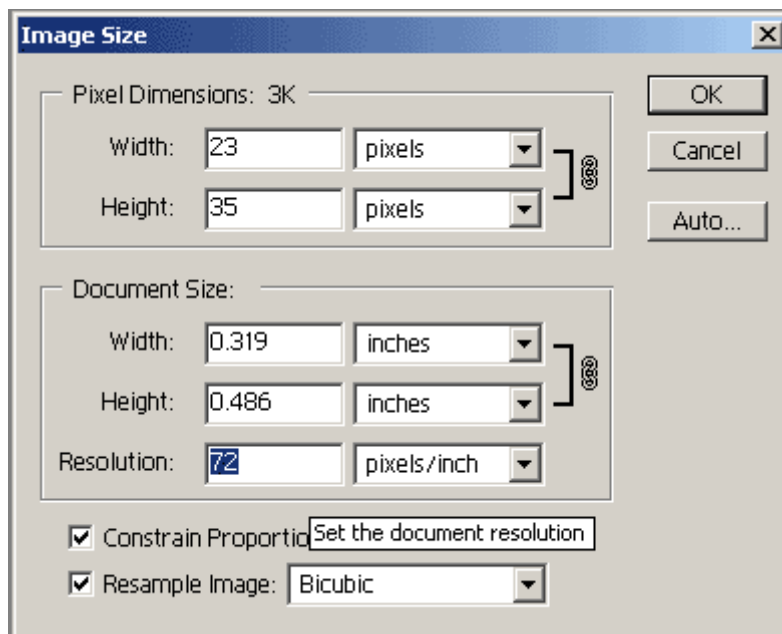 Image Size
Pixel Dimensions: 3K
OK
Width: 23 pixels
Cancel
Height: 35 pixels
Auto...
Document Size:
Width: 0.319 inches
Height: 0.486 inches
Resolution: 72 pixels/inch
Constrain Proportio
Set the document resolution
Resample Image: Bicubic